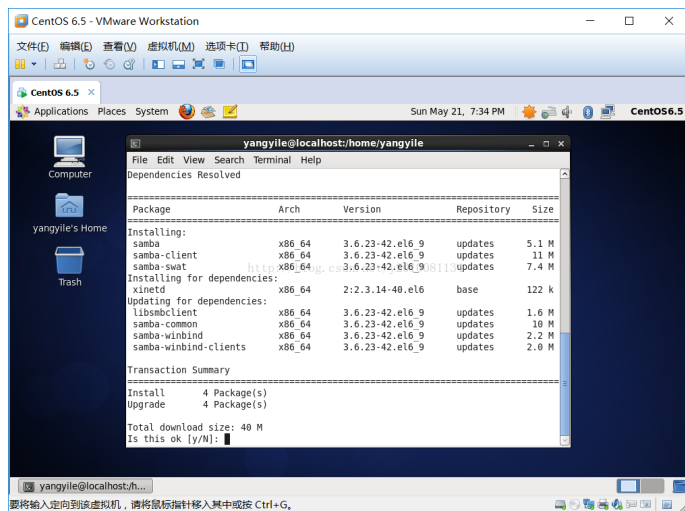 CentOS 6.5 - VMware Workstation
文件(F) 编辑(E) 查看(V) 虚拟机(M) 选项卡(T) 帮助(H)
CentOS 6.5
Applications Places System Sun May 21, 7:34 PM CentOS6.5
yangyile@localhost:/home/yangyile
File Edit View Search Terminal Help
Computer
yangyile's Home
Trash
Dependencies Resolved
================================================================================
Package Arch Version Repository Size
================================================================================
Installing:
samba x86_64 3.6.23-42.el6_9 updates 5.1 M
samba-client x86_64 3.6.23-42.el6_9 updates 11 M
samba-swat x86_64 3.6.23-42.el6_9 updates 7.4 M
Installing for dependencies:
xinetd x86_64 2:2.3.14-40.el6 base 122 k
Updating for dependencies:
libsmbclient x86_64 3.6.23-42.el6_9 updates 1.6 M
samba-common x86_64 3.6.23-42.el6_9 updates 10 M
samba-winbind x86_64 3.6.23-42.el6_9 updates 2.2 M
samba-winbind-clients x86_64 3.6.23-42.el6_9 updates 2.0 M
Transaction Summary
================================================================================
Install 4 Package(s)
Upgrade 4 Package(s)
Total download size: 40 M
Is this ok [y/N]:
yangyile@localhost:/h...
要将输入定向到该虚拟机，请将鼠标指针移入其中或按 Ctrl+G。